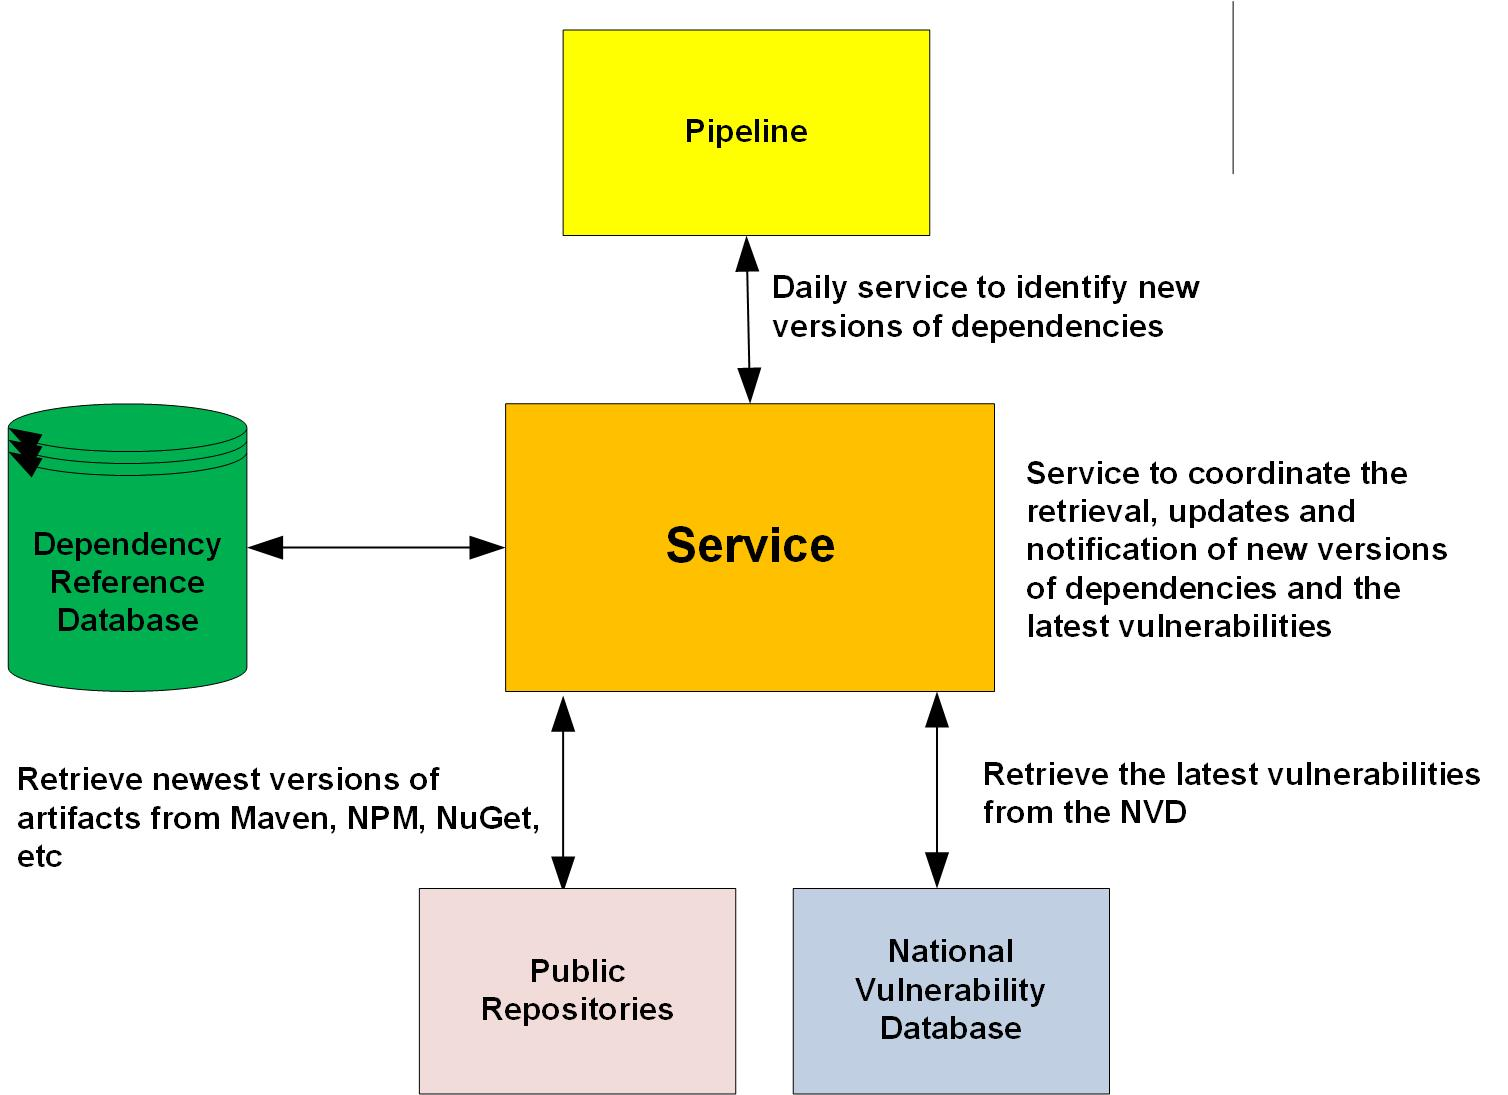 Pipeline
Daily service to identify new
versions of dependencies
Dependency
Reference
Database
Service
Service to coordinate the
retrieval, updates and
notification of new versions
of dependencies and the
latest vulnerabilities
Retrieve newest versions of
artifacts from Maven, NPM, NuGet,
etc
Retrieve the latest vulnerabilities
from the NVD
Public
Repositories
National
Vulnerability
Database